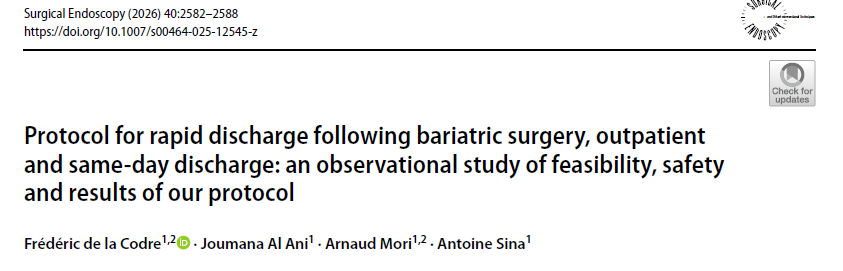 Surgical Endoscopy (2026) 40:2582–2588
https://doi.org/10.1007/s00464-025-12545-z
SURGICAL
ENDOSCOPY
Check for
updates
Protocol for rapid discharge following bariatric surgery, outpatient
and same-day discharge: an observational study of feasibility, safety
and results of our protocol
Frédéric de la Codre1,2 · Joumana Al Ani1 · Arnaud Mori1,2 · Antoine Sina1